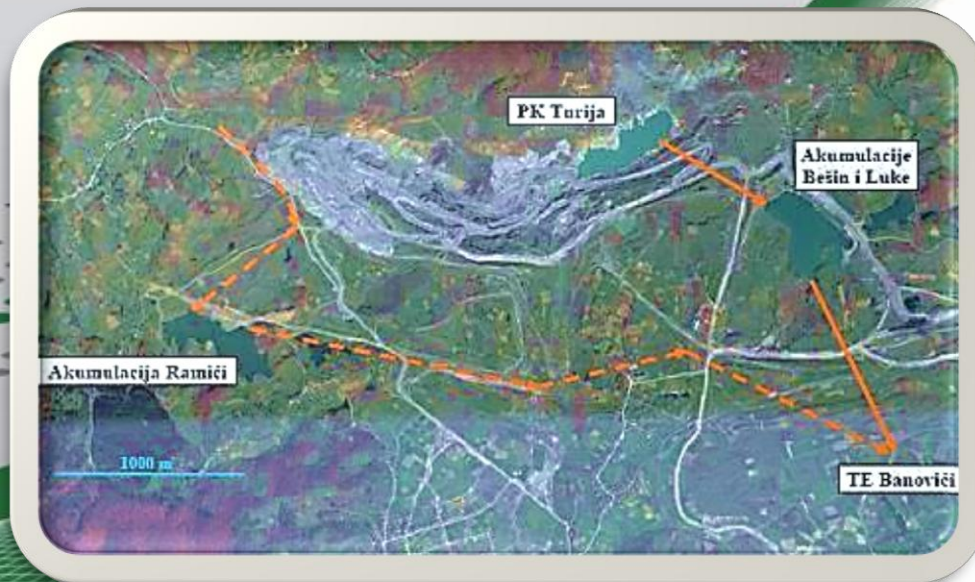 PK Turija
Akumulacije
Bešin i Luke
Akumulacija Ramići
1000 m
TE Banovići